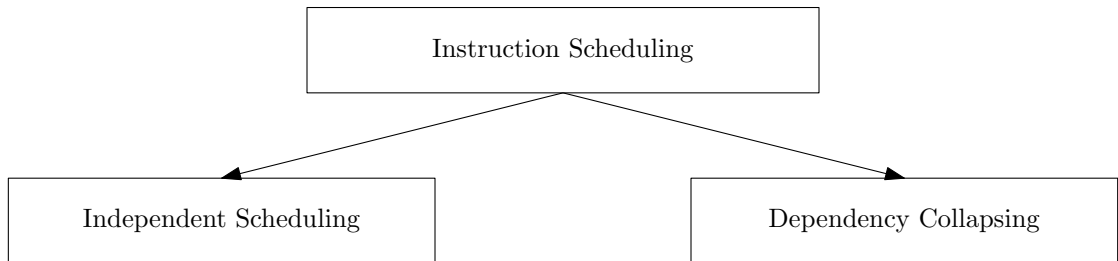 Instruction Scheduling
Independent Scheduling
Dependency Collapsing